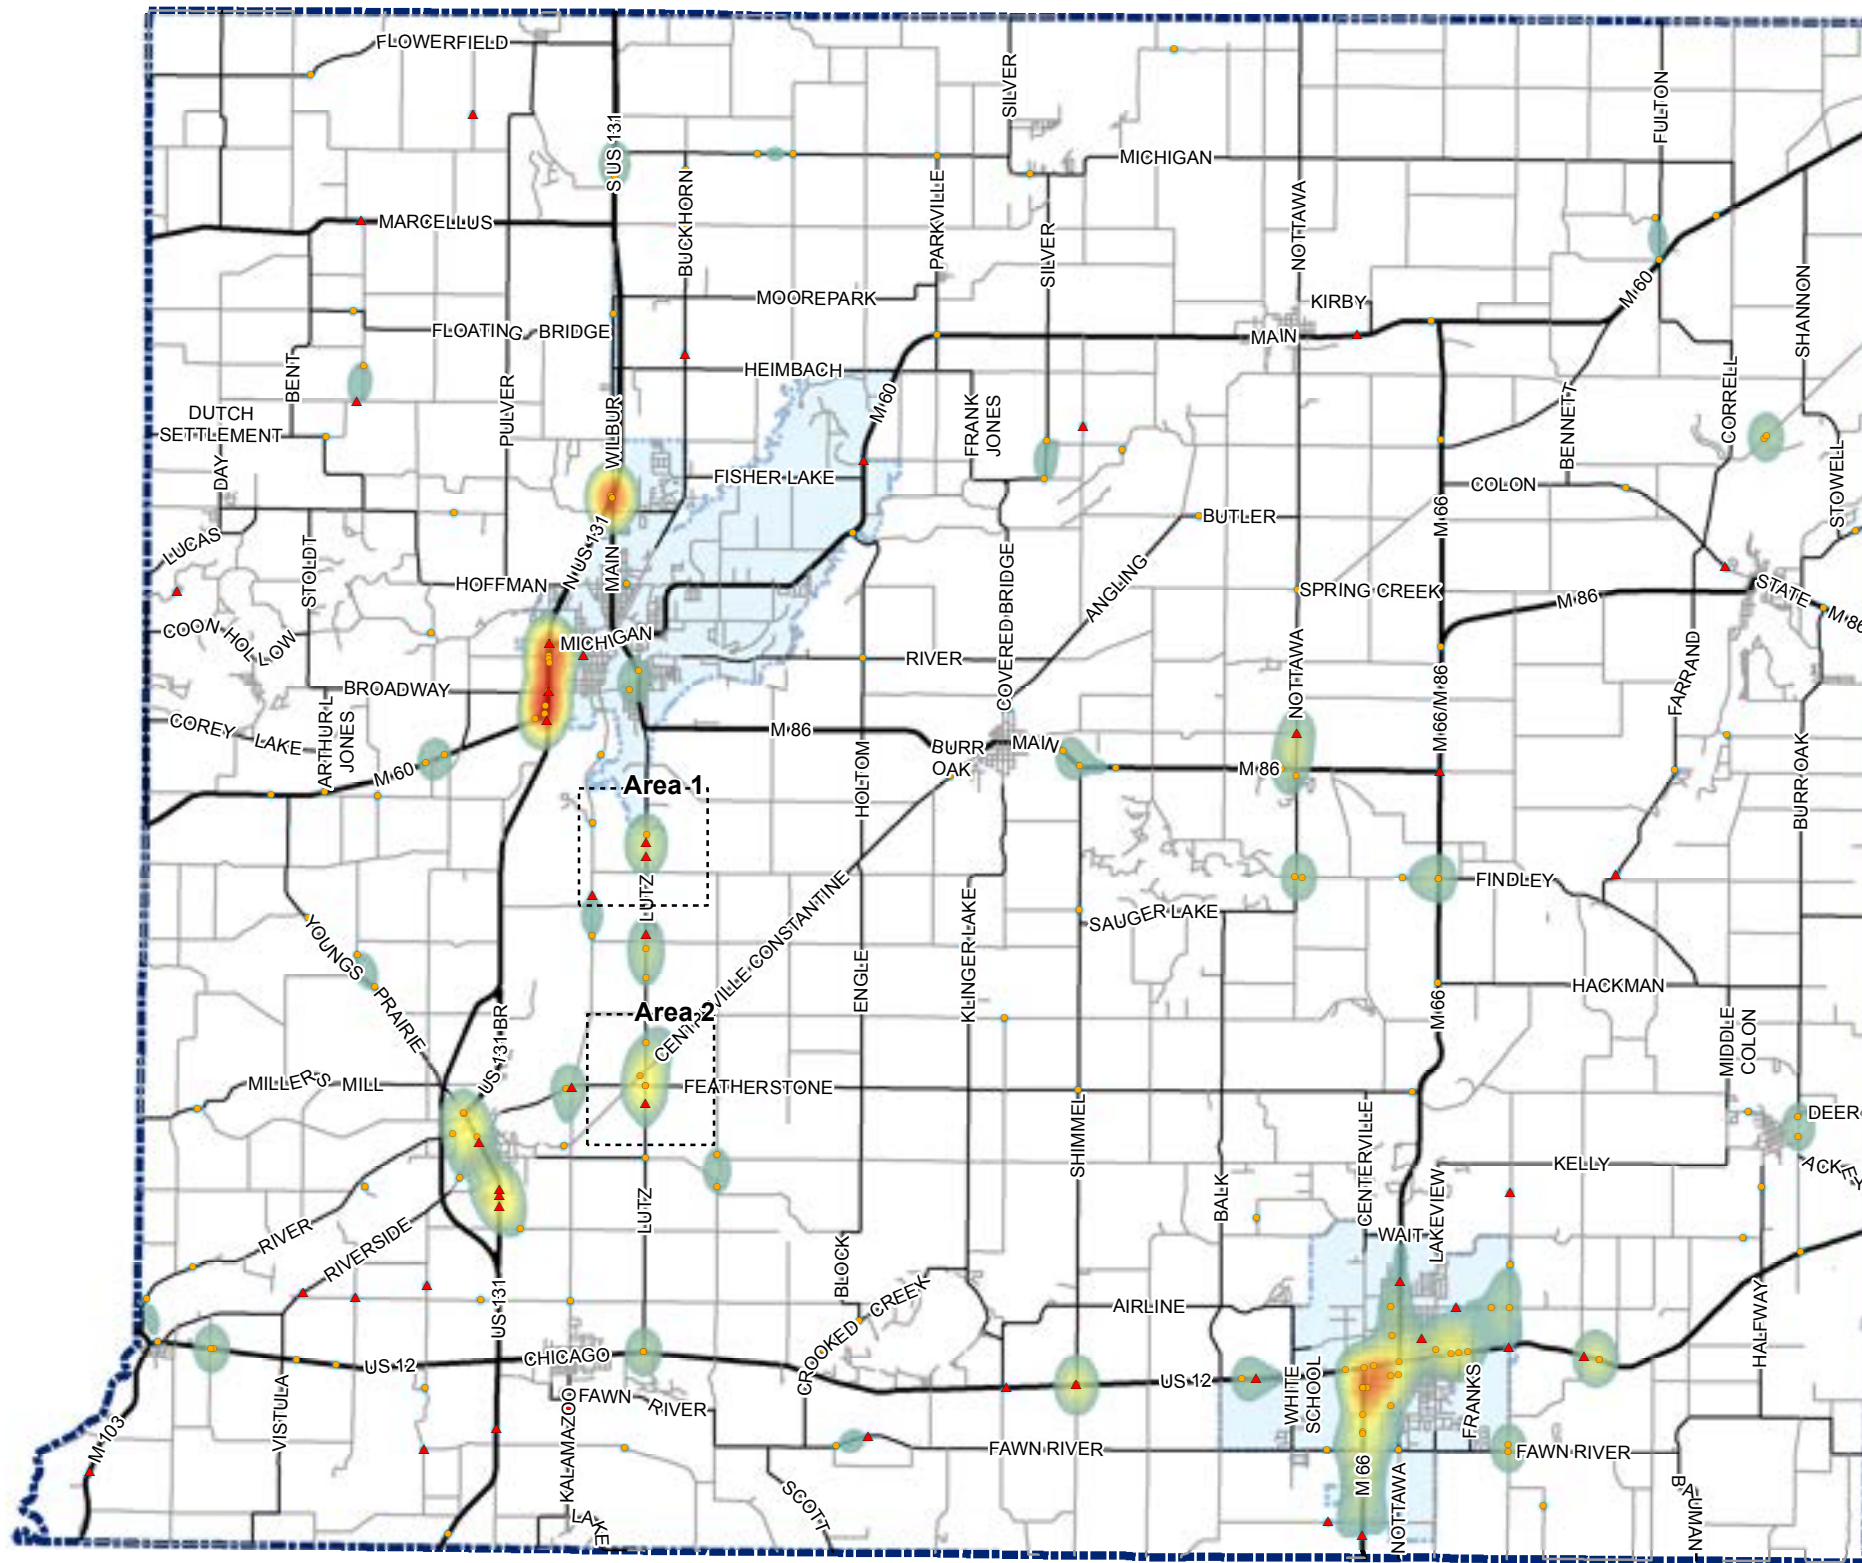 FLOWERFIELD
SILVER
FULTON
S US 131
MICHIGAN
BUCKHORN
PARKVILLE
NOTTAWA
MARCELLUS
SILVER
MOOREPARK
KIRBY
M 60
SHANNON
FLOATING BRIDGE
MAIN
BENT
HEIMBACH
PULVER
M 60
FRANK
JONES
CORRELL
DUTCH
SETTLEMENT
WILBUR
BENNETT
DAY
FISHER LAKE
COLON
STOWELL
M 66
BUTLER
LUCAS
N US 131
MAIN
STOLDT
HOFFMAN
COVERED BRIDGE
ANGLING
SPRING CREEK
M 86
STATE
M 86
COON HOLLOW
MICHIGAN
RIVER
FARRAND
BROADWAY
NOTTAWA
M 66/M 86
COREY LAKE
ARTHUR L
JONES
M 86
BURR
OAK
MAIN
M 86
M 60
Area 1
HOLTOM
BURR OAK
LUTZ
CENTREVILLE CONSTANTINE
FINDLEY
KLINGER LAKE
SAUGER LAKE
YOUNGS PRAIRIE
ENGLE
HACKMAN
M 66
Area 2
US 131 BR
MIDDLE
COLON
MILLERS MILL
FEATHERSTONE
SHIMMEL
CENTERVILLE
DEER
KELLY
ACKEY
LUTZ
BALK
LAKEVIEW
RIVER
RIVERSIDE
WAIT
BLOCK
CROOKED CREEK
AIRLINE
US 131
HALFWAY
US 12
CHICAGO
US 12
WHITE
SCHOOL
FRANKS
VISTULA
KALAMAZOO
FAWN RIVER
M 103
FAWN RIVER
FAWN RIVER
M 66
NOTTAWA
SCOTT
LAKE
BAUMAN